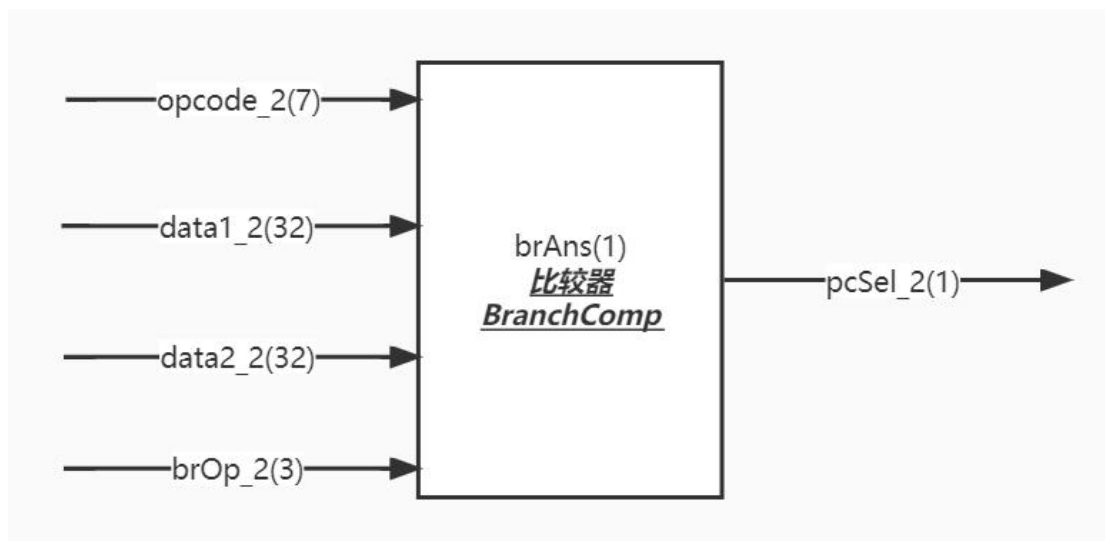 opcode_2(7)
data1_2(32)
data2_2(32)
brOp_2(3)
brAns(1)
比较器
BranchComp
pcSel_2(1)